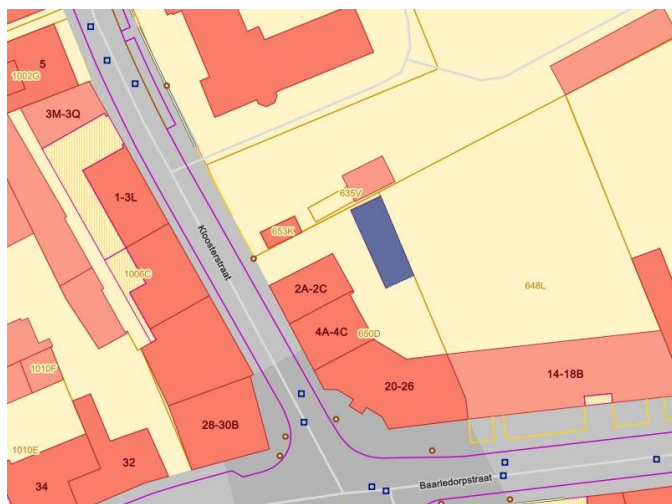 5
1002G
3M-3Q
1-3L
635V
653K
Kloosterstraat
1006C
2A-2C
648L
4A-4C
650D
1010F
14-18B
20-26
28-30B
1010E
32
34
Baarledorpstraat